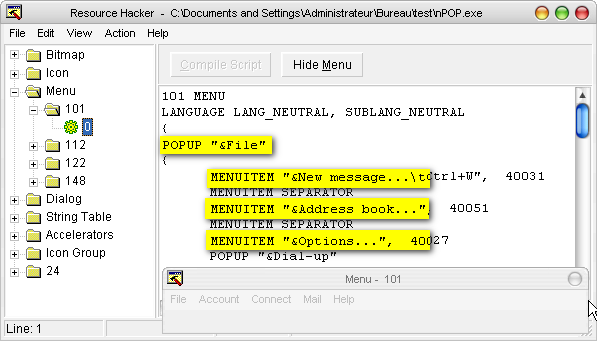 Resource Hacker - C:\Documents and Settings\Administrateur\Bureau\test\nPOP.exe
File Edit View Action Help
Bitmap
Icon
Menu
101
0
112
122
148
Dialog
String Table
Accelerators
Icon Group
24
Compile Script Hide Menu
101 MENU
LANGUAGE LANG_NEUTRAL, SUBLANG_NEUTRAL
{
POPUP "&File"
{
MENUITEM "&New message...\tCtrl+W", 40031
MENUITEM SEPARATOR
MENUITEM "&Address book...", 40051
MENUITEM SEPARATOR
MENUITEM "&Options...", 40027
POPUP "&Dial-up"
Menu - 101
File Account Connect Mail Help
Line: 1